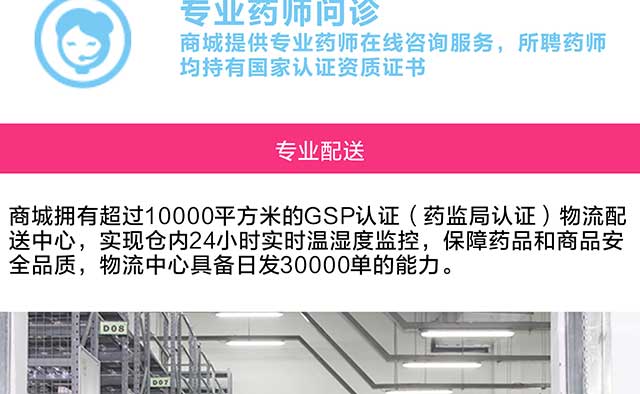 专业药师问诊
商城提供专业药师在线咨询服务，所聘药师
均持有国家认证资质证书
专业配送
商城拥有超过10000平方米的GSP认证（药监局认证）物流配
送中心，实现仓内24小时实时温湿度监控，保障药品和商品安
全品质，物流中心具备日发30000单的能力。
D08
D07